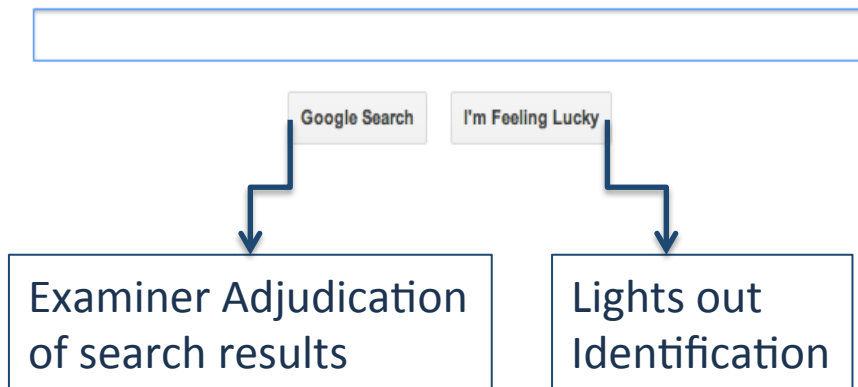 Google Search
I'm Feeling Lucky
Examiner Adjudication
of search results
Lights out
Identification